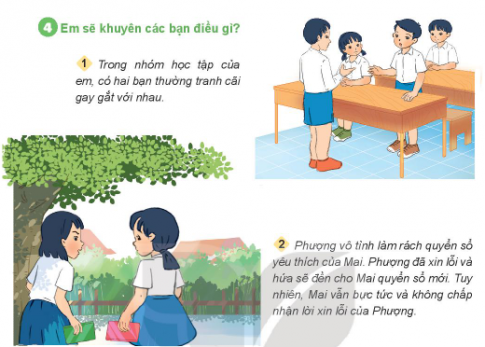 4 Em sẽ khuyên các bạn điều gì?
1 Trong nhóm học tập của
em, có hai bạn thường tranh cãi
gay gắt với nhau.
2 Phượng vô tình làm rách quyển sổ
yêu thích của Mai. Phượng đã xin lỗi và
hứa sẽ đền cho Mai quyển sổ mới. Tuy
nhiên, Mai vẫn bực tức và không chấp
nhận lời xin lỗi của Phượng.